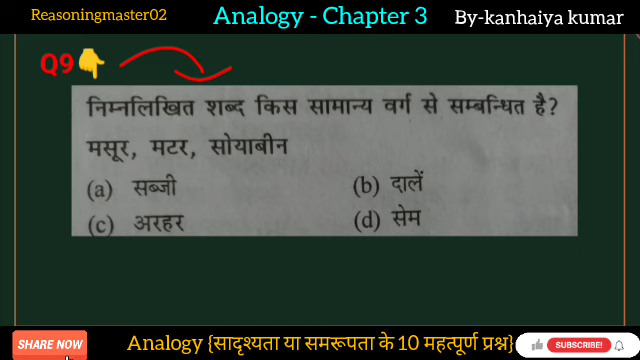 Reasoningmaster02
Analogy - Chapter 3
By-kanhaiya kumar
Q9👇
निम्नलिखित शब्द किस सामान्य वर्ग से सम्बन्धित है?
मसूर, मटर, सोयाबीन
(a) सब्जी
(b) दालें
(c) अरहर
(d) सेम
SHARE NOW
Analogy {सादृश्यता या समरूपता के 10 महत्पूर्ण प्रश्न}
SUBSCRIBE!